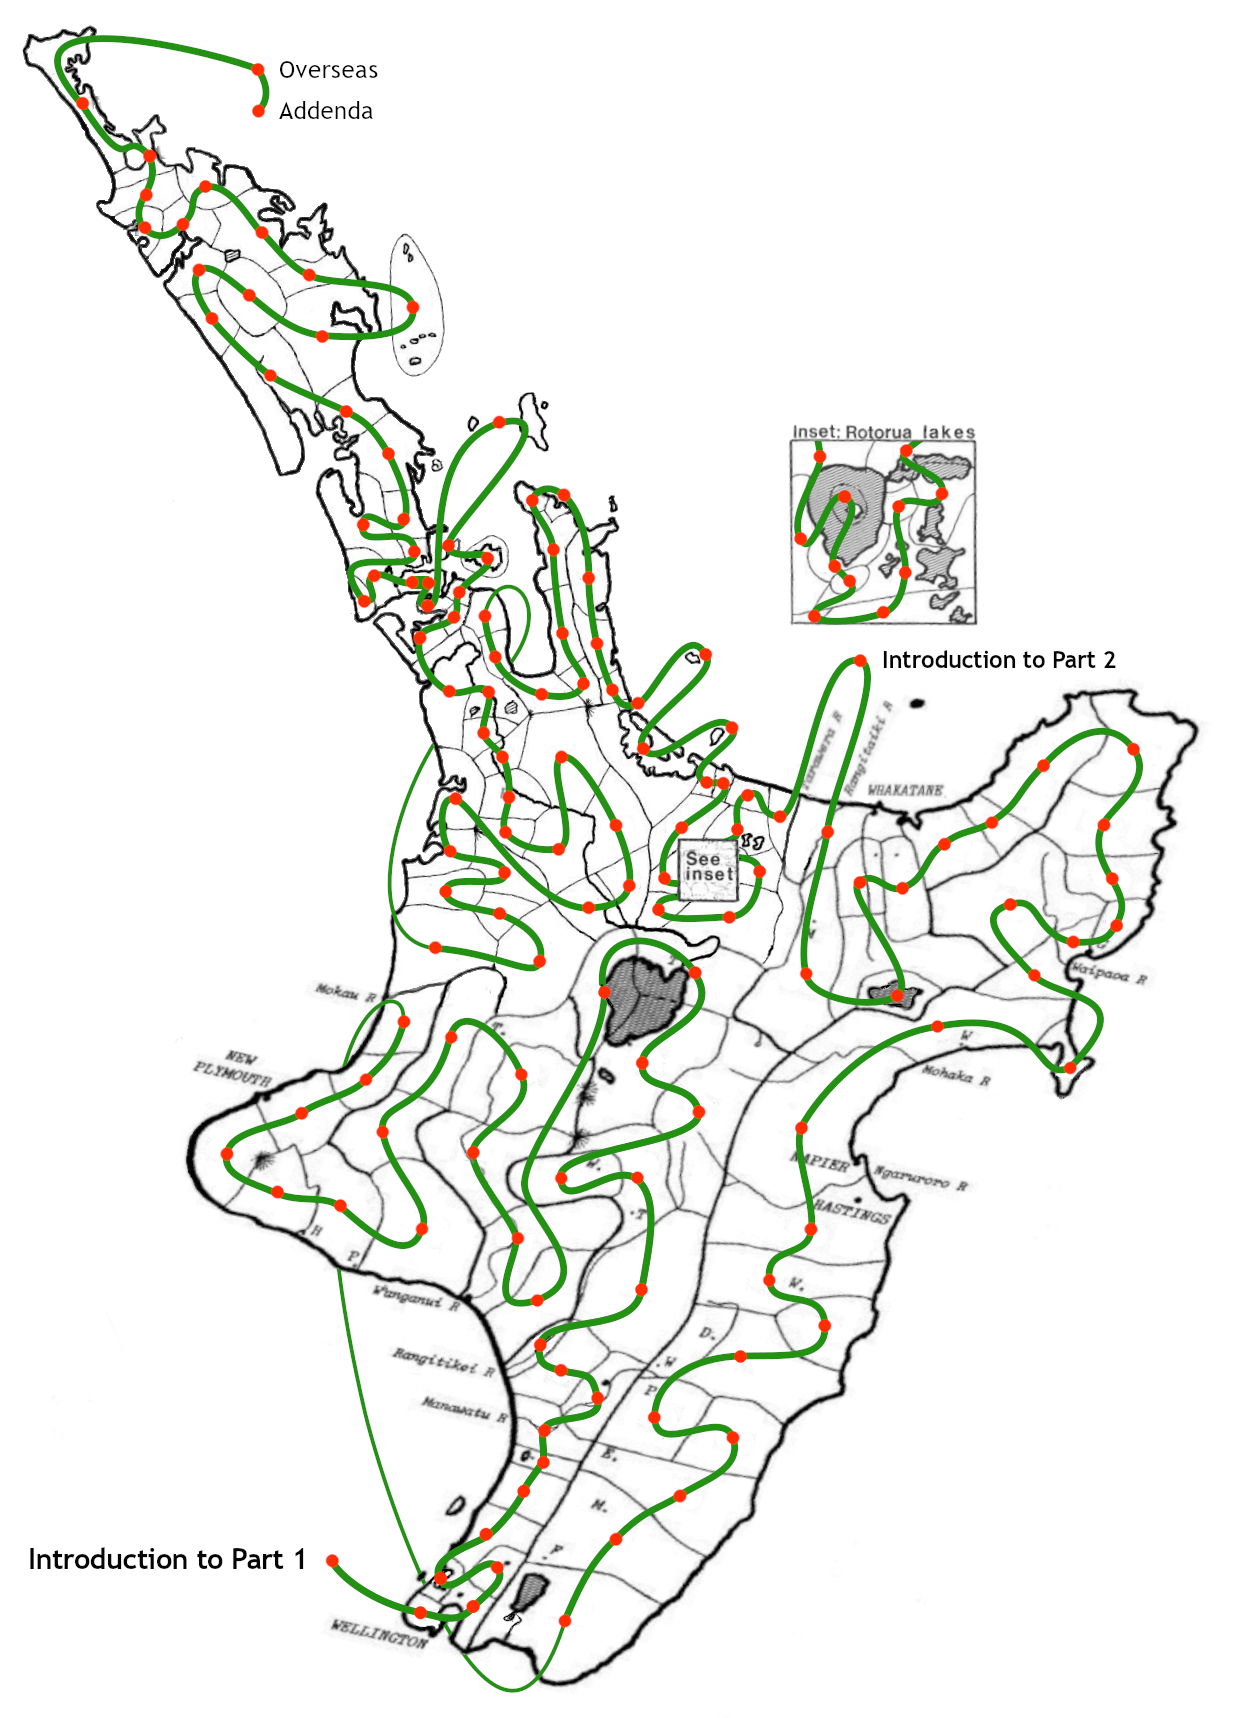 Overseas
Addenda
Inset: Rotorua lakes
Introduction to Part 2
Tarawera R
Rangitaiki R
WHAKATANE
See
inset
T
G
Waipaoa R
Mokau R
T.
W
NEW
PLYMOUTH
Mohaka R
W.
NAPIER
Ngaruroro R
HASTINGS
T
H
P.
Wanganui R
W.
D.
Rangitikei R
W
P.
Manawatu R
O.
E.
M.
F
Introduction to Part 1
WELLINGTON